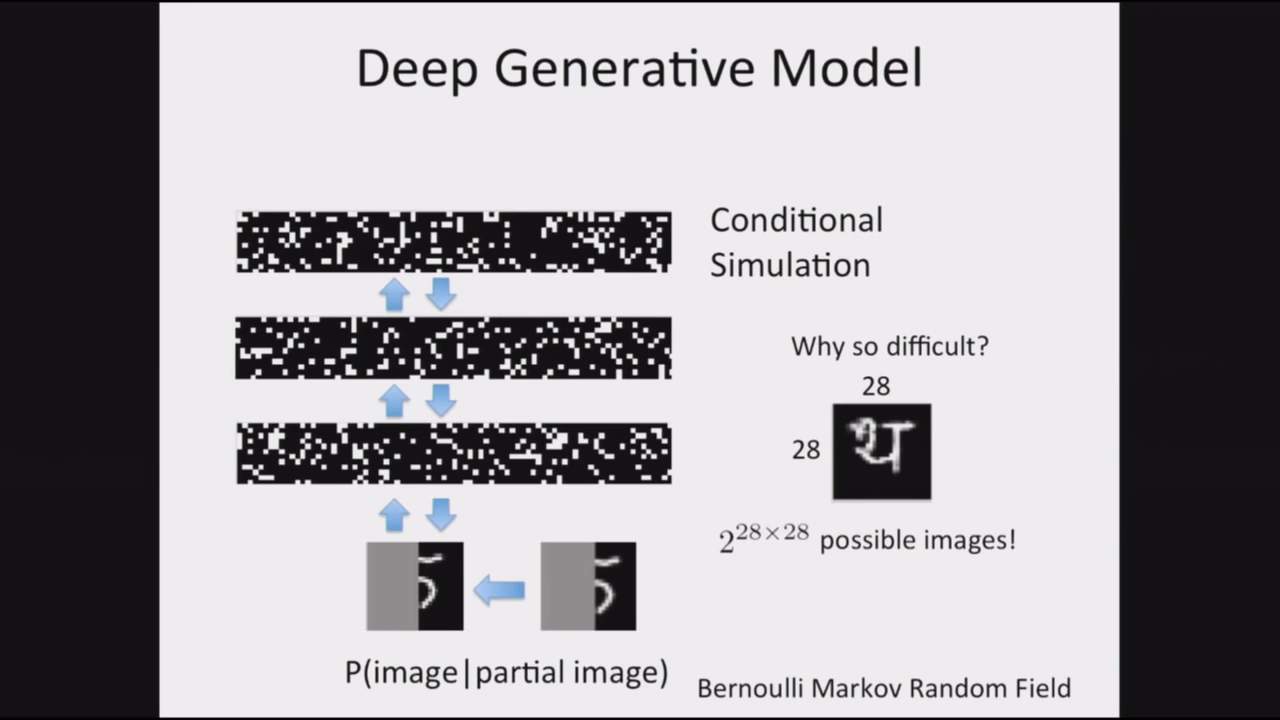 Deep Generative Model
Conditional
Simulation
Why so difficult?
28
28
थ
2^{28×28} possible images!
P(image|partial image)
Bernoulli Markov Random Field